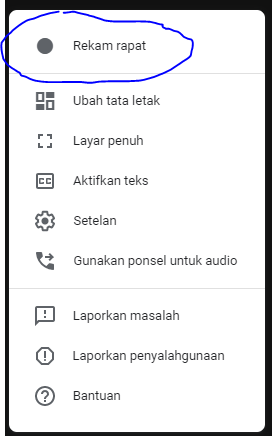 Rekam rapat
Ubah tata letak
Layar penuh
CC Aktifkan teks
Setelan
Gunakan ponsel untuk audio
Laporkan masalah
Laporkan penyalahgunaan
Bantuan